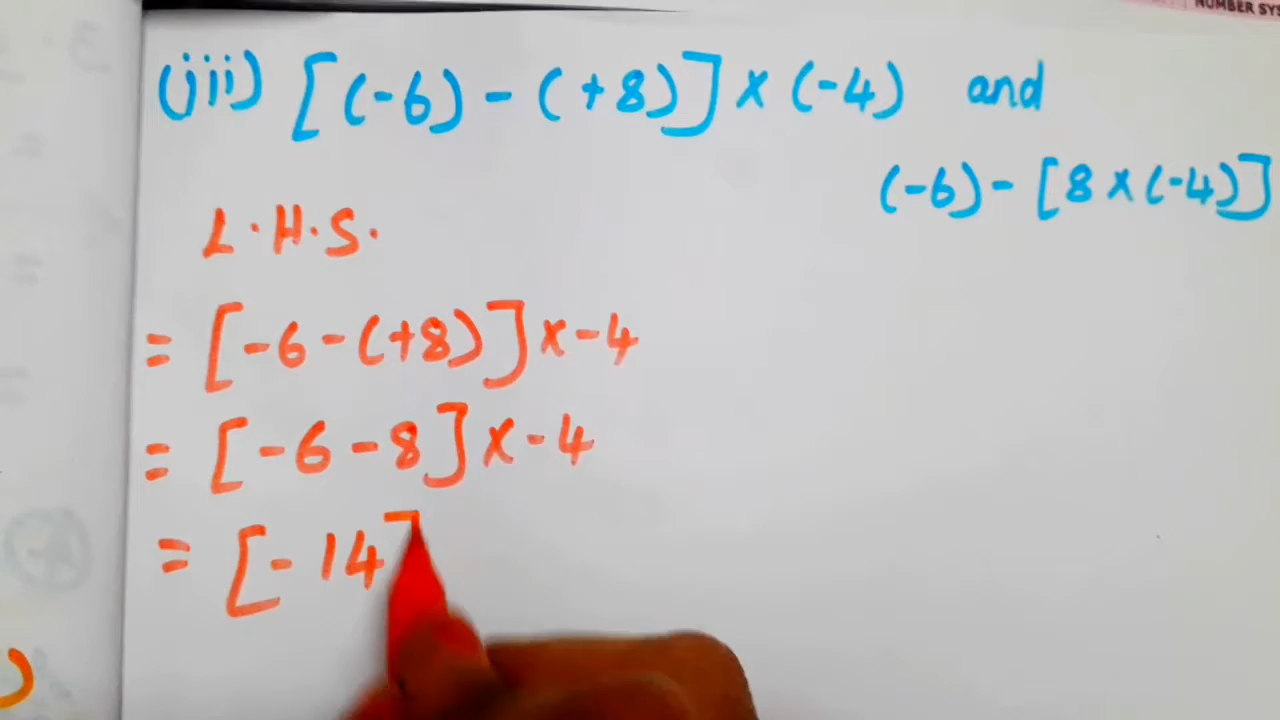 NUMBER SYS
(iii) [(-6) - (+8)] × (-4) and
(-6) - [8 × (-4)]
L.H.S.
= [-6 - (+8)] × -4
= [-6 - 8] × -4
= [-14]